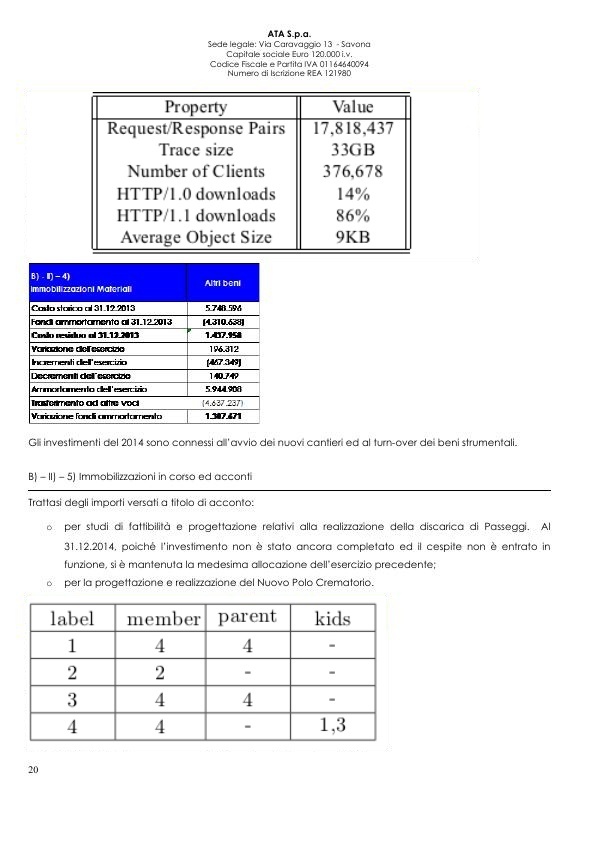 ATA S.p.a.
Sede legale: Via Caravaggio 13 - Savona
Capitale sociale Euro 120.000 i.v.
Codice Fiscale e Partita IVA 01164640094
Numero di Iscrizione REA 121980
Property Value
Request/Response Pairs 17,818,437
Trace size 33GB
Number of Clients 376,678
HTTP/1.0 downloads 14%
HTTP/1.1 downloads 86%
Average Object Size 9KB
B) - II) – 4)
Immobilizzazioni Materiali Altri beni
Costo storico al 31.12.2013 5.748.596
Fondi ammortamento al 31.12.2013 (4.310.638)
Costo residuo al 31.12.2013 1.437.958
Variazione dell'esercizio 196.312
Incrementi dell'esercizio (467.349)
Decrementi dell'esercizio 140.749
Ammortamento dell'esercizio 5.944.908
Trasferimento ad altre voci (4.637.237)
Variazione fondi ammortamento 1.307.671
Gli investimenti del 2014 sono connessi all'avvio dei nuovi cantieri ed al turn-over dei beni strumentali.
B) – II) – 5) Immobilizzazioni in corso ed acconti
Trattasi degli importi versati a titolo di acconto:
o per studi di fattibilità e progettazione relativi alla realizzazione della discarica di Passeggi. Al
31.12.2014, poiché l'investimento non è stato ancora completato ed il cespite non è entrato in
funzione, si è mantenuta la medesima allocazione dell'esercizio precedente;
o per la progettazione e realizzazione del Nuovo Polo Crematorio.
label member parent kids
1 4 4 -
2 2 - -
3 4 4 -
4 4 - 1,3
20